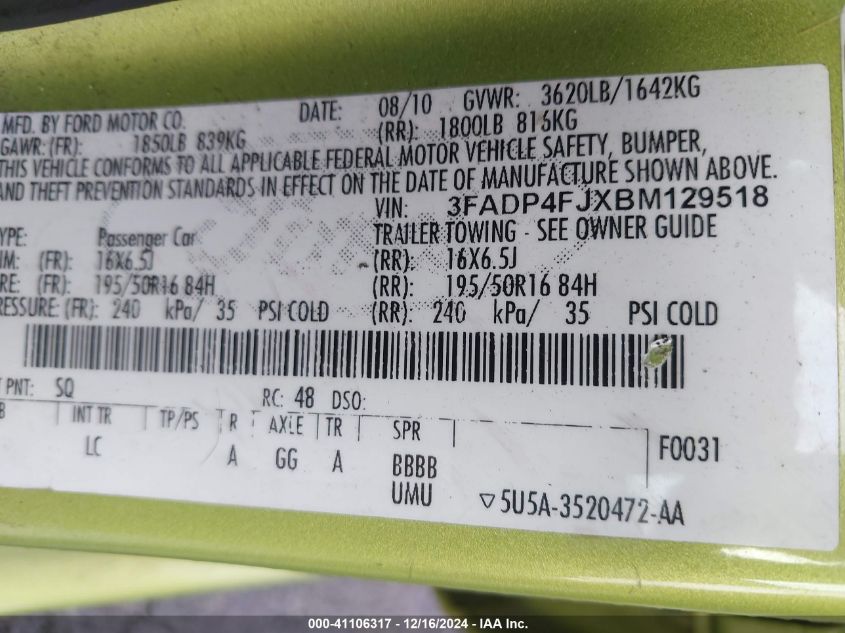 MFD. BY FORD MOTOR CO.
DATE: 08/10 GVWR: 3620LB/1642KG
GAWR: (FR): 1850LB 839KG (RR): 1800LB 816KG
THIS VEHICLE CONFORMS TO ALL APPLICABLE FEDERAL MOTOR VEHICLE SAFETY, BUMPER,
AND THEFT PREVENTION STANDARDS IN EFFECT ON THE DATE OF MANUFACTURE SHOWN ABOVE.
VIN: 3FADP4FJXBM129518
YPE: Passenger Car TRAILER TOWING - SEE OWNER GUIDE
IM: (FR): 16X6.5J (RR): 16X6.5J
RE: (FR): 195/50R16 84H (RR): 195/50R16 84H
RESSURE: (FR): 240 kPa/ 35 PSI COLD (RR): 240 kPa/ 35 PSI COLD
T PNT: SQ RC: 48 DSO:
B INT TR TP/PS R AXLE TR SPR
LC A GG A BBBB F0031
UMU ▽5U5A-3520472-AA
000-41106317 - 12/16/2024 - IAA Inc.